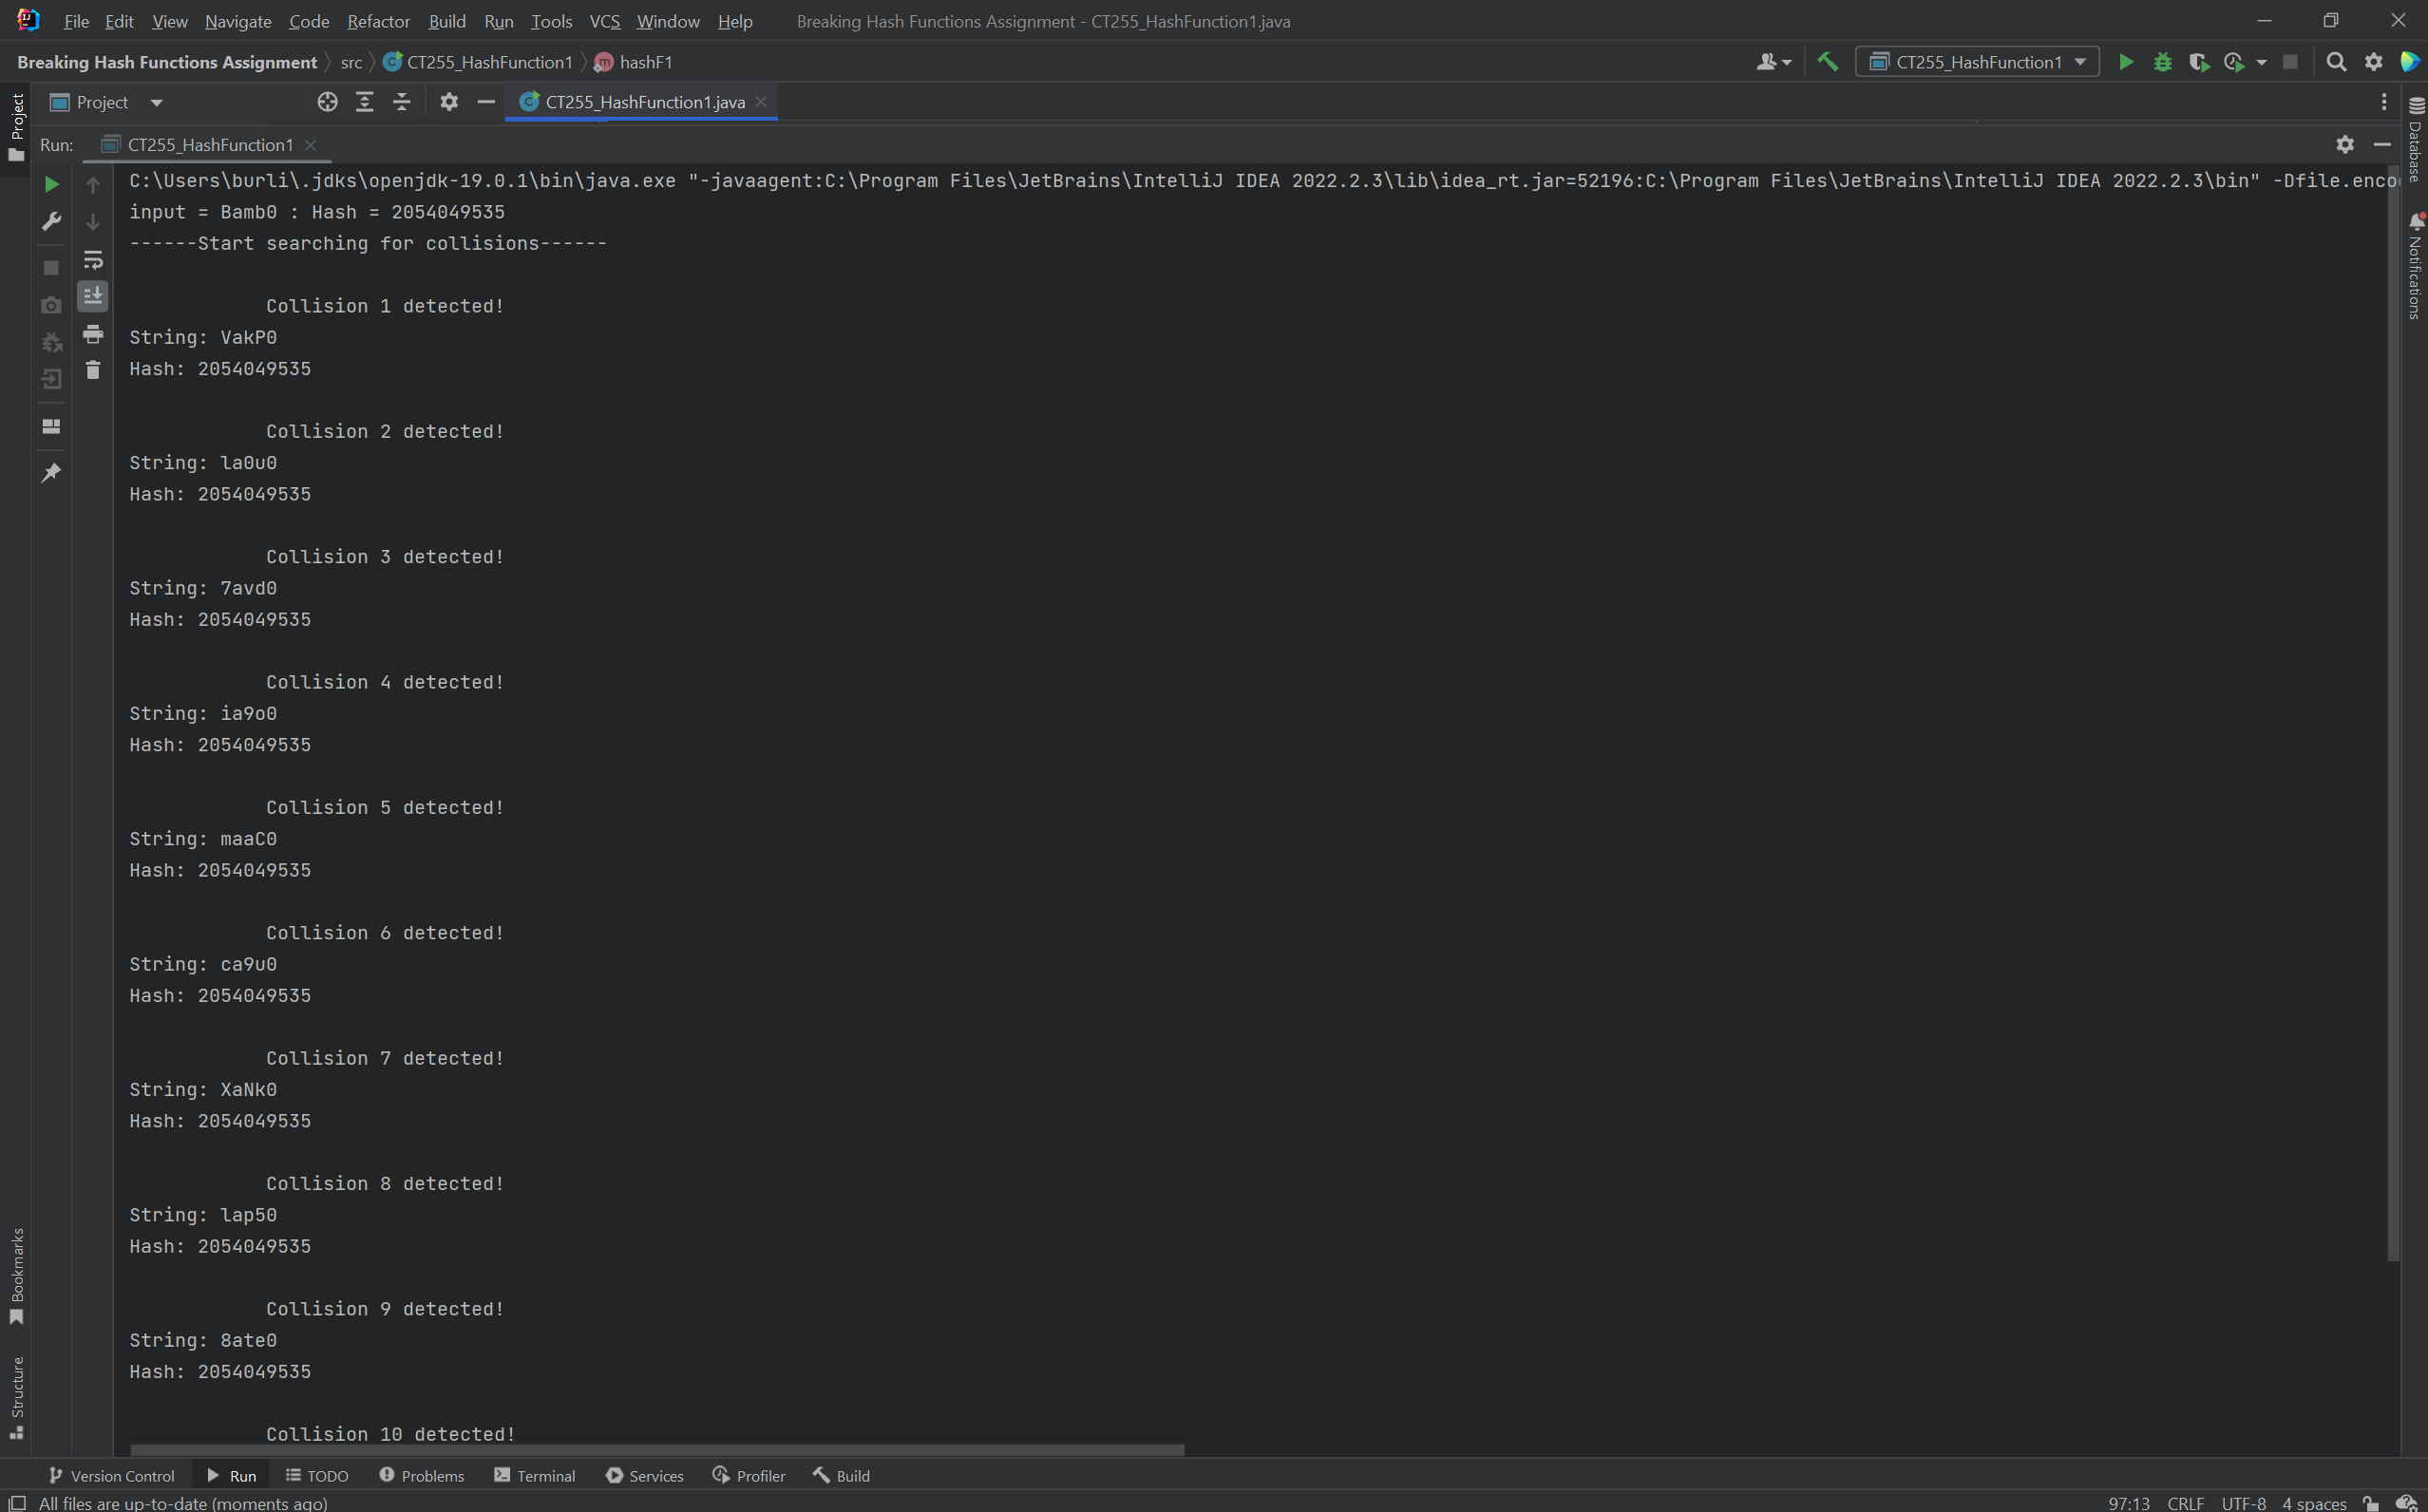 File Edit View Navigate Code Refactor Build Run Tools VCS Window Help Breaking Hash Functions Assignment - CT255_HashFunction1.java
Breaking Hash Functions Assignment src CT255_HashFunction1 hashF1 CT255_HashFunction1
Project CT255_HashFunction1.java
Run: CT255_HashFunction1
Project
Database
Notifications
C:\Users\burli\.jdks\openjdk-19.0.1\bin\java.exe "-javaagent:C:\Program Files\JetBrains\IntelliJ IDEA 2022.2.3\lib\idea_rt.jar=52196:C:\Program Files\JetBrains\IntelliJ IDEA 2022.2.3\bin" -Dfile.enco
input = Bamb0 : Hash = 2054049535
------Start searching for collisions------
Collision 1 detected!
String: VakP0
Hash: 2054049535
Collision 2 detected!
String: la0u0
Hash: 2054049535
Collision 3 detected!
String: 7avd0
Hash: 2054049535
Collision 4 detected!
String: ia9o0
Hash: 2054049535
Collision 5 detected!
String: maaC0
Hash: 2054049535
Collision 6 detected!
String: ca9u0
Hash: 2054049535
Collision 7 detected!
String: XaNk0
Hash: 2054049535
Collision 8 detected!
String: lap50
Hash: 2054049535
Collision 9 detected!
String: 8ate0
Hash: 2054049535
Collision 10 detected!
Bookmarks
Structure
Version Control Run TODO Problems Terminal Services Profiler Build
All files are up-to-date (moments ago) 97:13 CRLF UTF-8 4 spaces